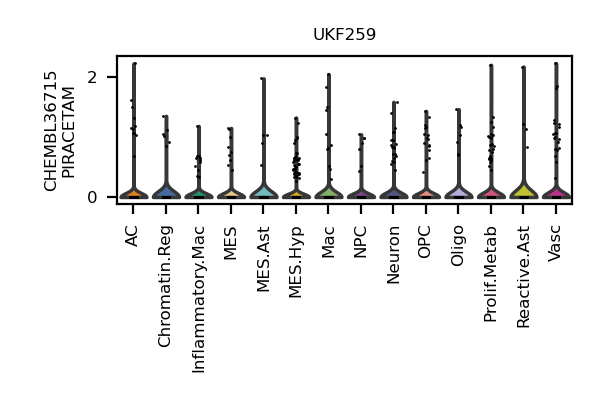 UKF259
CHEMBL36715
PIRACETAM
2
0
AC
Chromatin.Reg
Inflammatory.Mac
MES
MES.Ast
MES.Hyp
Mac
NPC
Neuron
OPC
Oligo
Prolif.Metab
Reactive.Ast
Vasc